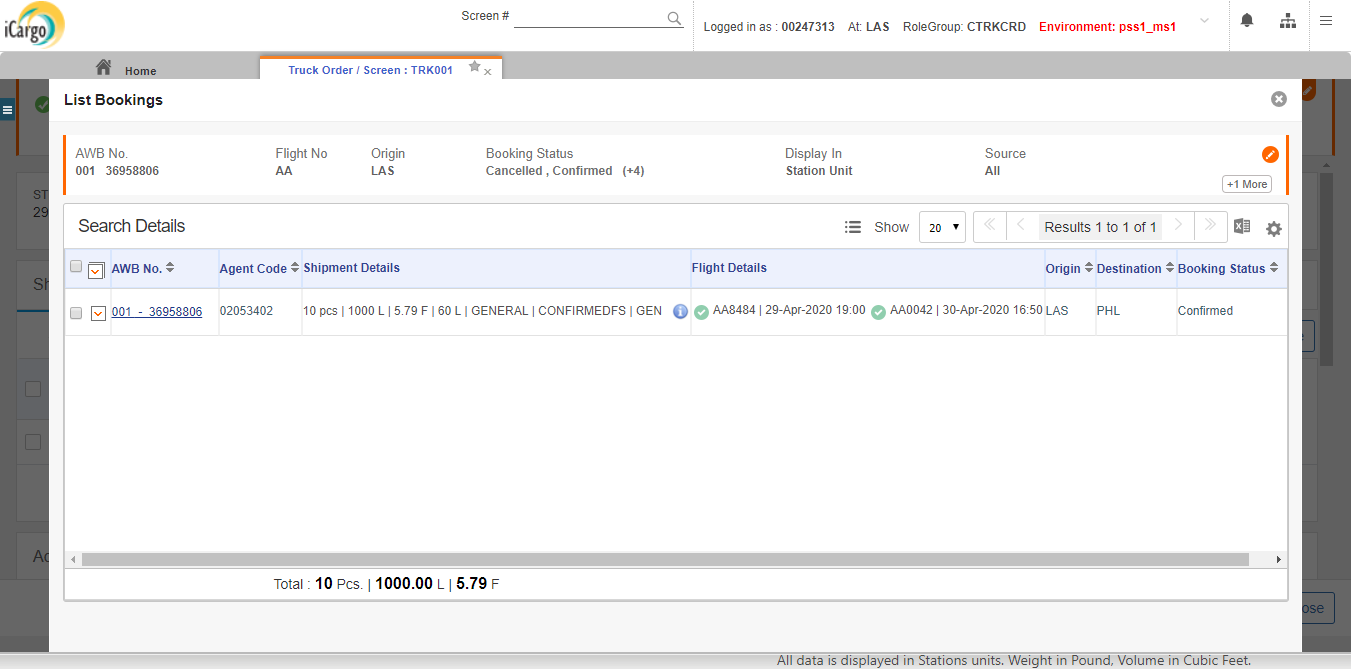 iCargo
Screen #
Logged in as : 00247313 At: LAS RoleGroup: CTRKCRD Environment: pss1_ms1
Home
Truck Order / Screen : TRK001
List Bookings
AWB No. Flight No Origin Booking Status Display In Source
001 36958806 AA LAS Cancelled , Confirmed (+4) Station Unit All
+1 More
ST
29
Search Details
Show 20 Results 1 to 1 of 1
Sh
AWB No. Agent Code Shipment Details Flight Details Origin Destination Booking Status
001 - 36958806 02053402 10 pcs | 1000 L | 5.79 F | 60 L | GENERAL | CONFIRMEDFS | GEN AA8484 | 29-Apr-2020 19:00 AA0042 | 30-Apr-2020 16:50 LAS PHL Confirmed
Ac
Total : 10 Pcs. | 1000.00 L | 5.79 F
ose
All data is displayed in Stations units. Weight in Pound, Volume in Cubic Feet.